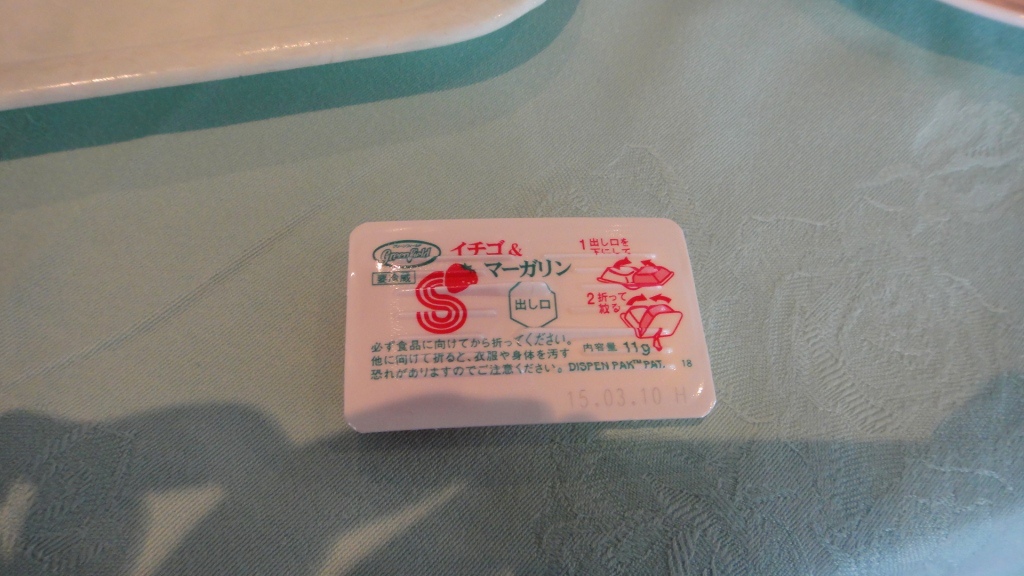 Greenfield
要冷蔵
イチゴ &
マーガリン
S
出し口
1 出し口を
下にして
2 折って
絞る
必ず食品に向けてから折ってください。
他に向けて折ると、衣服や身体を汚す
恐れがありますのでご注意ください。
内容量 11g
DISPEN PAK™ PAT. 18
15.03.10 H